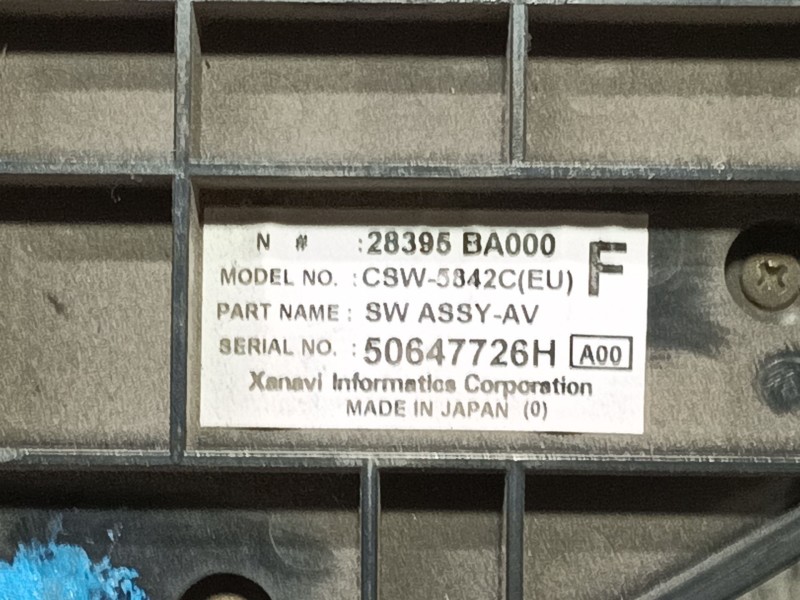 N # :28395 BA000
F
MODEL NO. :CSW-5842C(EU)
PART NAME : SW ASSY-AV
SERIAL NO. :50647726H A00
Xanavi Informatics Corporation
MADE IN JAPAN (0)